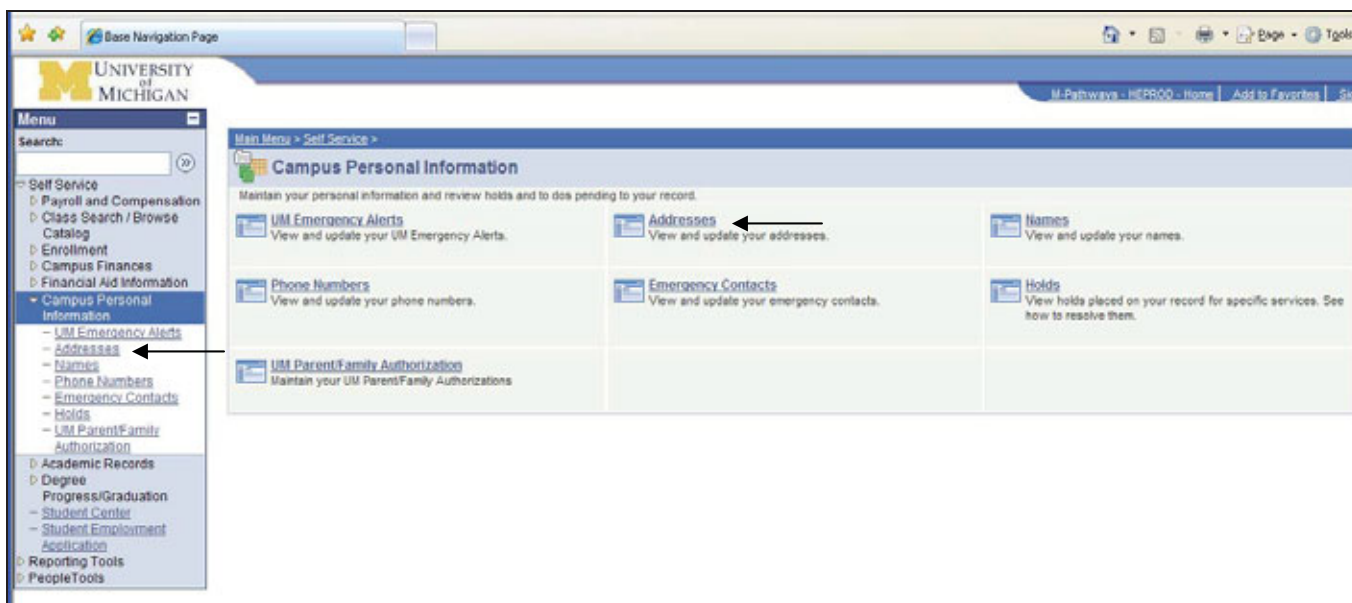 Base Navigation Page
Page
Tools
UNIVERSITY
of
MICHIGAN
M-Pathways - HEPROD - Home
Add to Favorites
Menu
Search:
Self Service
Payroll and Compensation
Class Search / Browse
Catalog
Enrollment
Campus Finances
Financial Aid Information
Campus Personal
Information
UM Emergency Alerts
Addresses
Names
Phone Numbers
Emergency Contacts
Holds
UM Parent/Family
Authorization
Academic Records
Degree
Progress/Graduation
Student Center
Student Employment
Application
Reporting Tools
PeopleTools
Main Menu > Self Service >
Campus Personal Information
Maintain your personal information and review holds and to dos pending to your record.
UM Emergency Alerts
View and update your UM Emergency Alerts.
Addresses
View and update your addresses.
Names
View and update your names.
Phone Numbers
View and update your phone numbers.
Emergency Contacts
View and update your emergency contacts.
Holds
View holds placed on your record for specific services. See
how to resolve them.
UM Parent/Family Authorization
Maintain your UM Parent/Family Authorizations